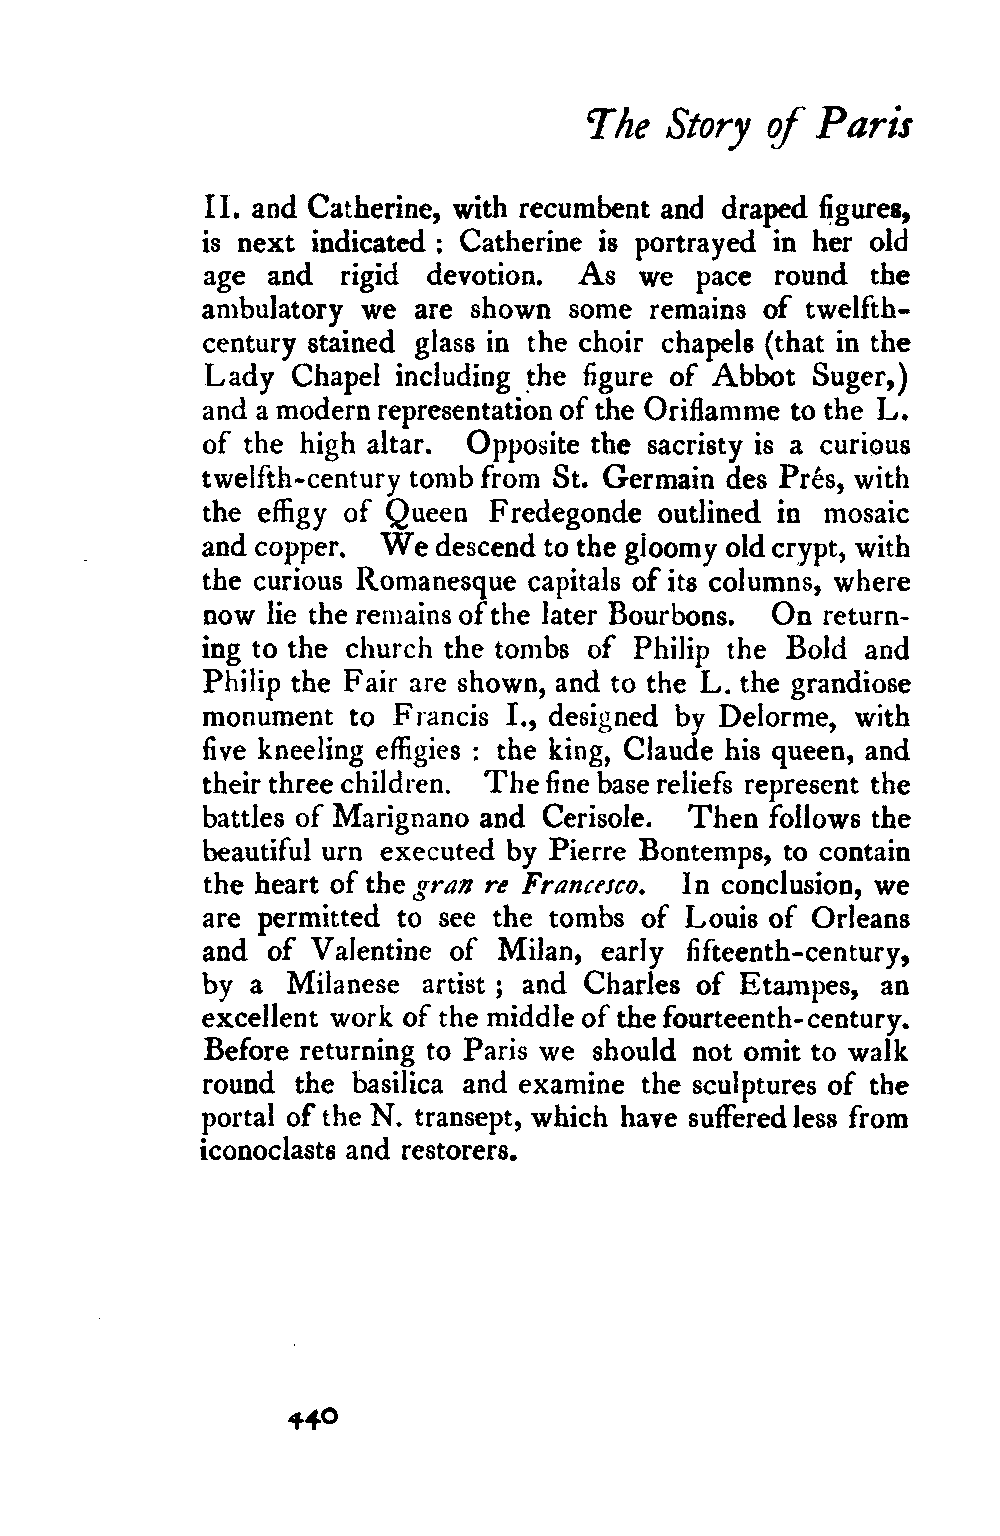 The Story of Paris
II. and Catherine, with recumbent and draped figures,
is next indicated : Catherine is portrayed in her old
age and rigid devotion. As we pace round the
ambulatory we are shown some remains of twelfth-
century stained glass in the choir chapels (that in the
Lady Chapel including the figure of Abbot Suger,)
and a modern representation of the Oriflamme to the L.
of the high altar. Opposite the sacristy is a curious
twelfth-century tomb from St. Germain des Prés, with
the effigy of Queen Fredegonde outlined in mosaic
and copper. We descend to the gloomy old crypt, with
the curious Romanesque capitals of its columns, where
now lie the remains of the later Bourbons. On return-
ing to the church the tombs of Philip the Bold and
Philip the Fair are shown, and to the L. the grandiose
monument to Francis I., designed by Delorme, with
five kneeling effigies : the king, Claude his queen, and
their three children. The fine base reliefs represent the
battles of Marignano and Cerisole. Then follows the
beautiful urn executed by Pierre Bontemps, to contain
the heart of the gran re Francesco. In conclusion, we
are permitted to see the tombs of Louis of Orleans
and of Valentine of Milan, early fifteenth-century,
by a Milanese artist ; and Charles of Etampes, an
excellent work of the middle of the fourteenth-century.
Before returning to Paris we should not omit to walk
round the basilica and examine the sculptures of the
portal of the N. transept, which have suffered less from
iconoclasts and restorers.
440